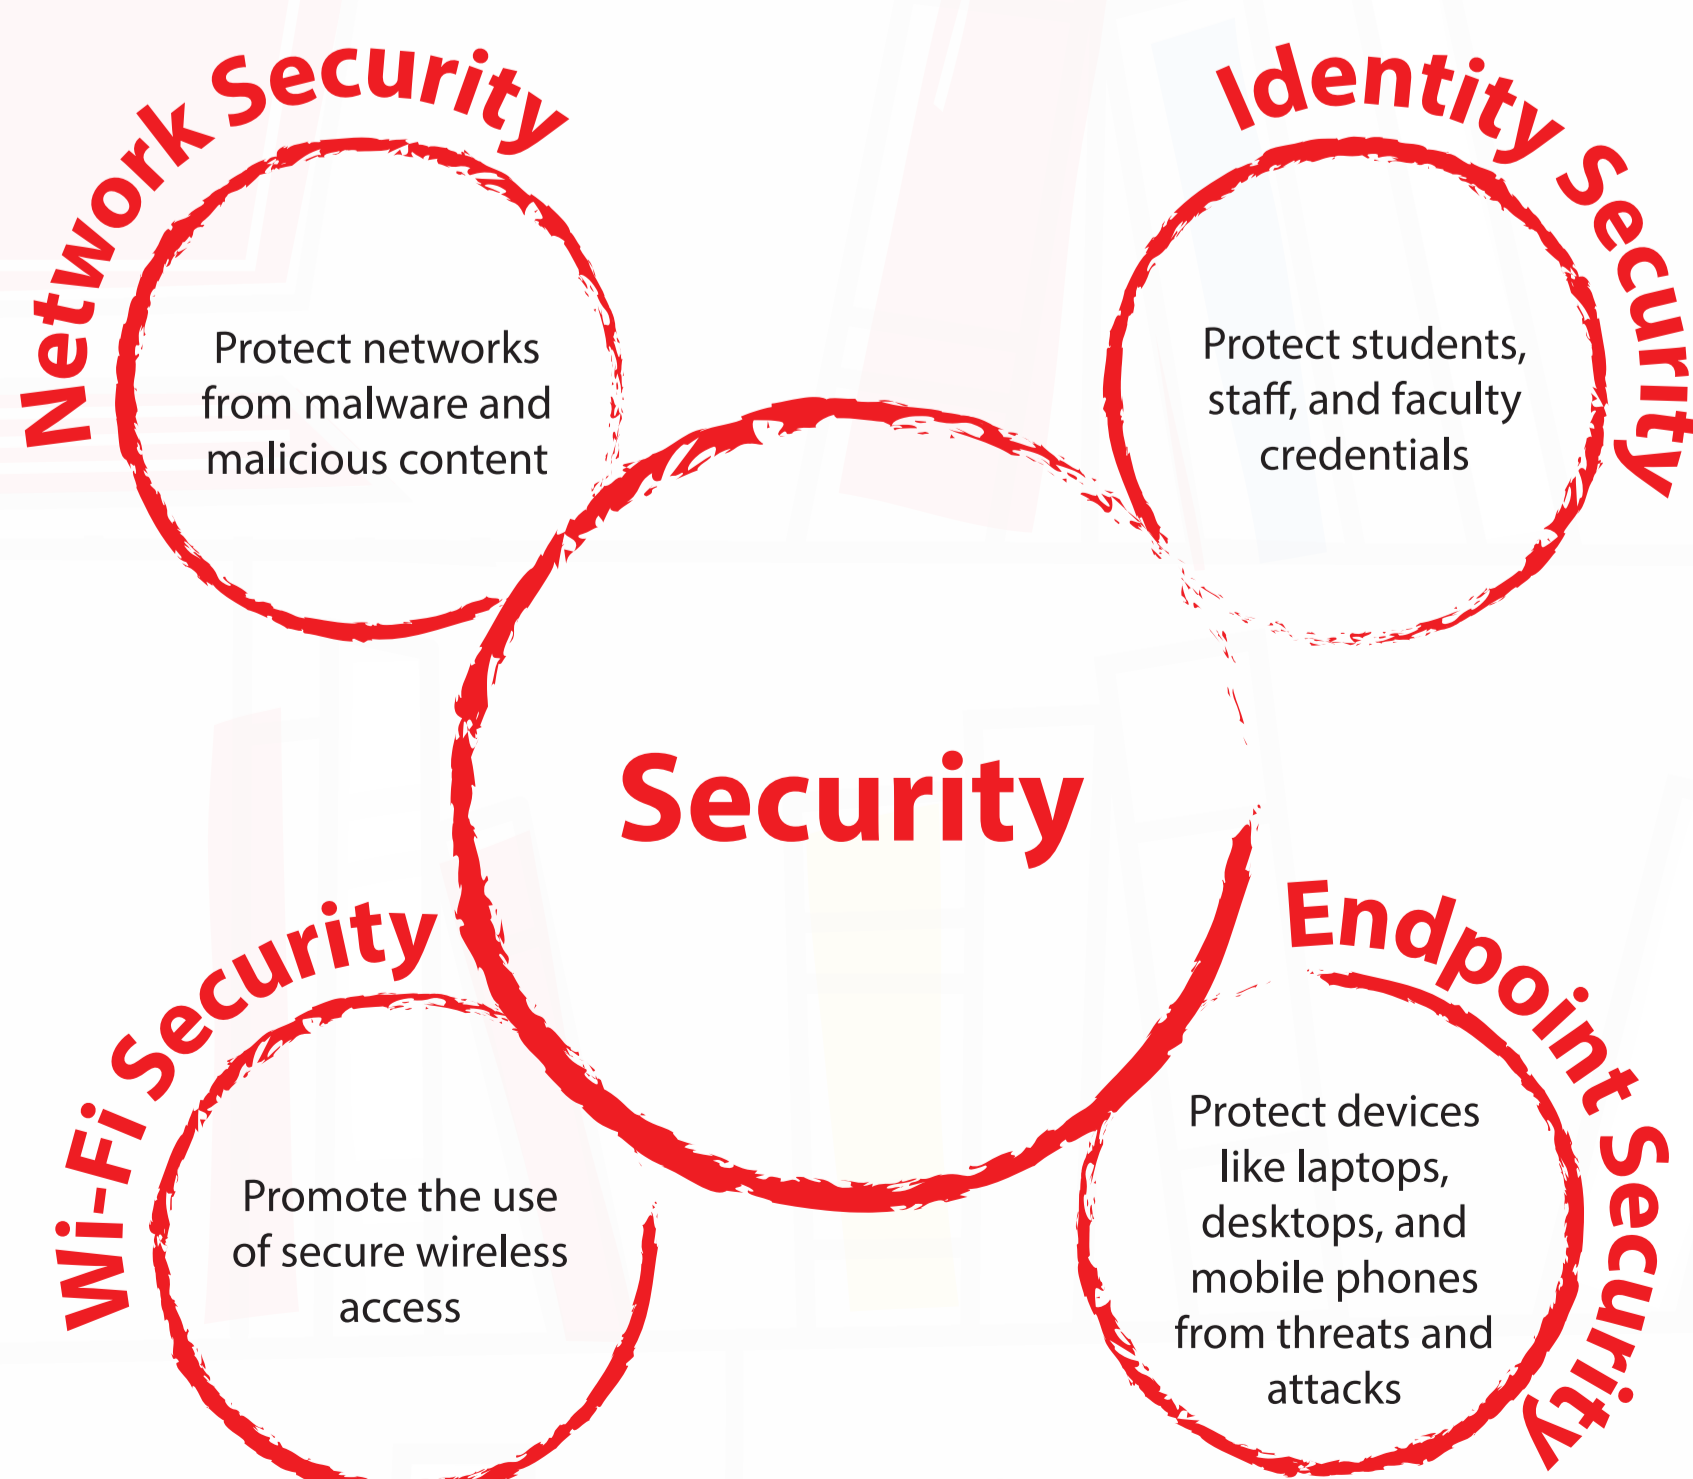 Network Security
Protect networks
from malware and
malicious content
Identity Security
Protect students,
staff, and faculty
credentials
Security
Wi-Fi Security
Promote the use
of secure wireless
access
Endpoint Security
Protect devices
like laptops,
desktops, and
mobile phones
from threats and
attacks